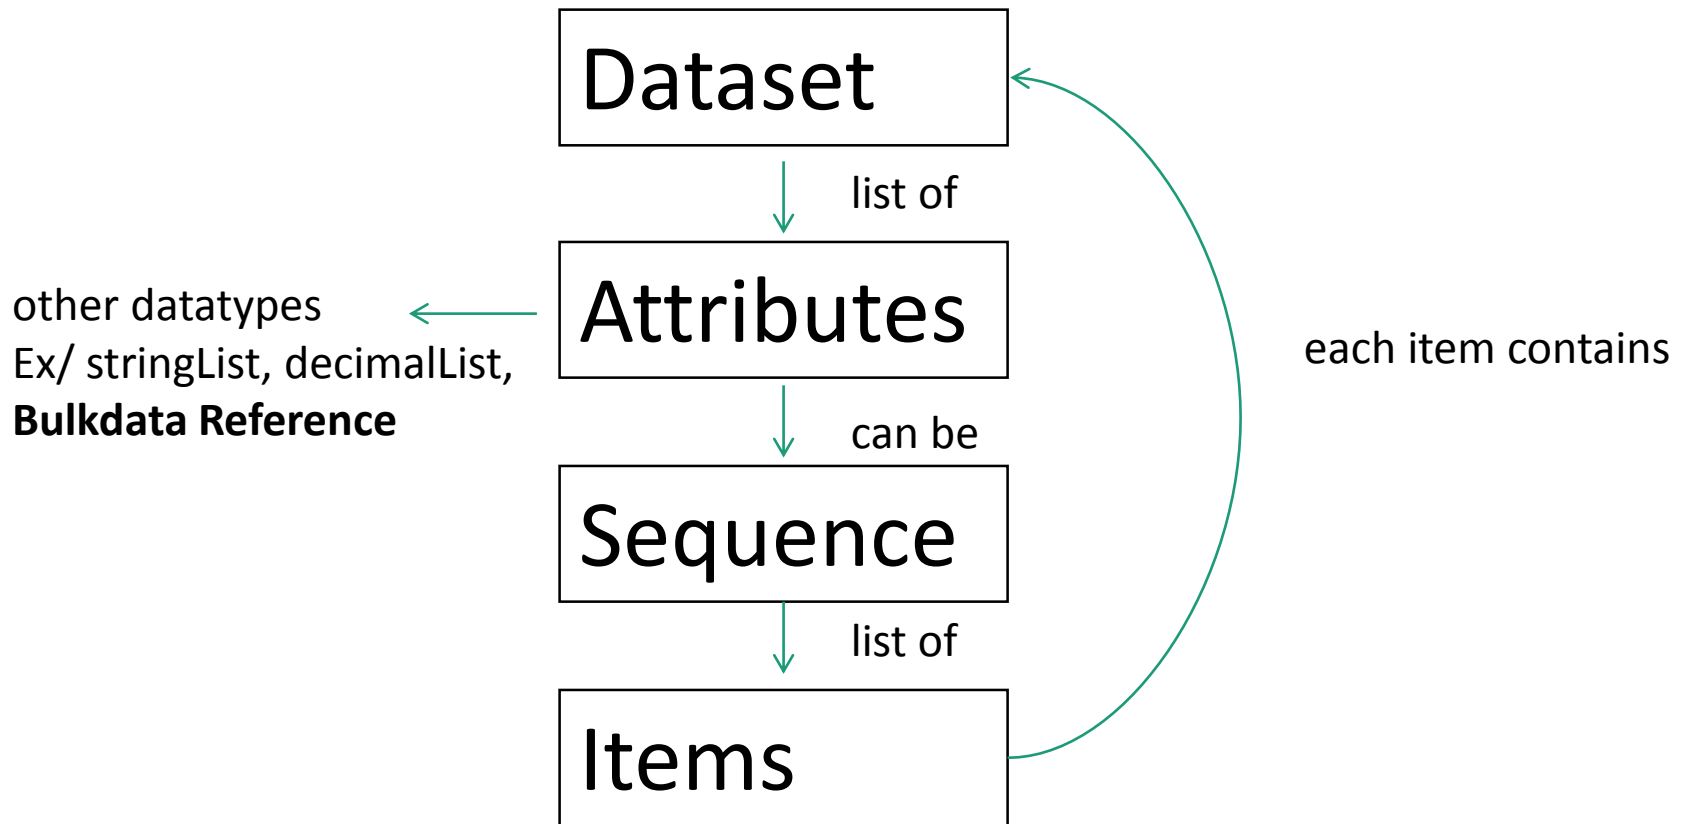 Dataset
list of
Attributes
other datatypes
Ex/ stringList, decimalList,
Bulkdata Reference
each item contains
can be
Sequence
list of
Items